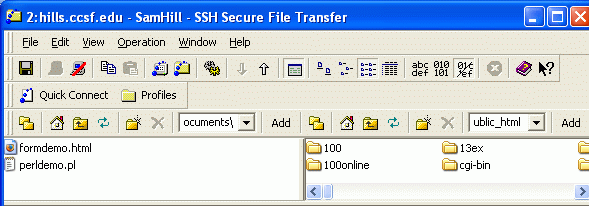 2:hills.ccsf.edu - SamHill - SSH Secure File Transfer
File Edit View Operation Window Help
abc def 010 101 01c /ef
Quick Connect Profiles
ocuments\ Add ublic_html Add
formdemo.html 100 13ex
perldemo.pl 100online cgi-bin